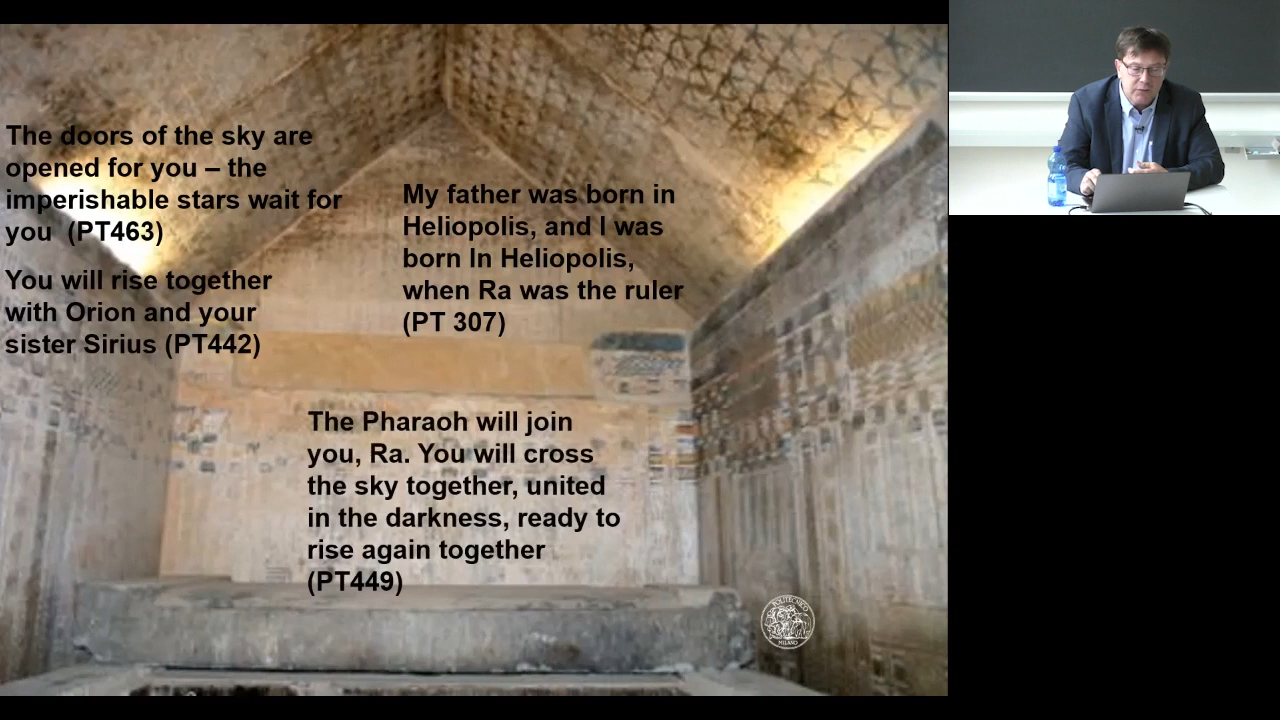 The doors of the sky are
opened for you – the
imperishable stars wait for
you (PT463)
You will rise together
with Orion and your
sister Sirius (PT442)
My father was born in
Heliopolis, and I was
born In Heliopolis,
when Ra was the ruler
(PT 307)
The Pharaoh will join
you, Ra. You will cross
the sky together, united
in the darkness, ready to
rise again together
(PT449)
POLITECNICO
MILANO